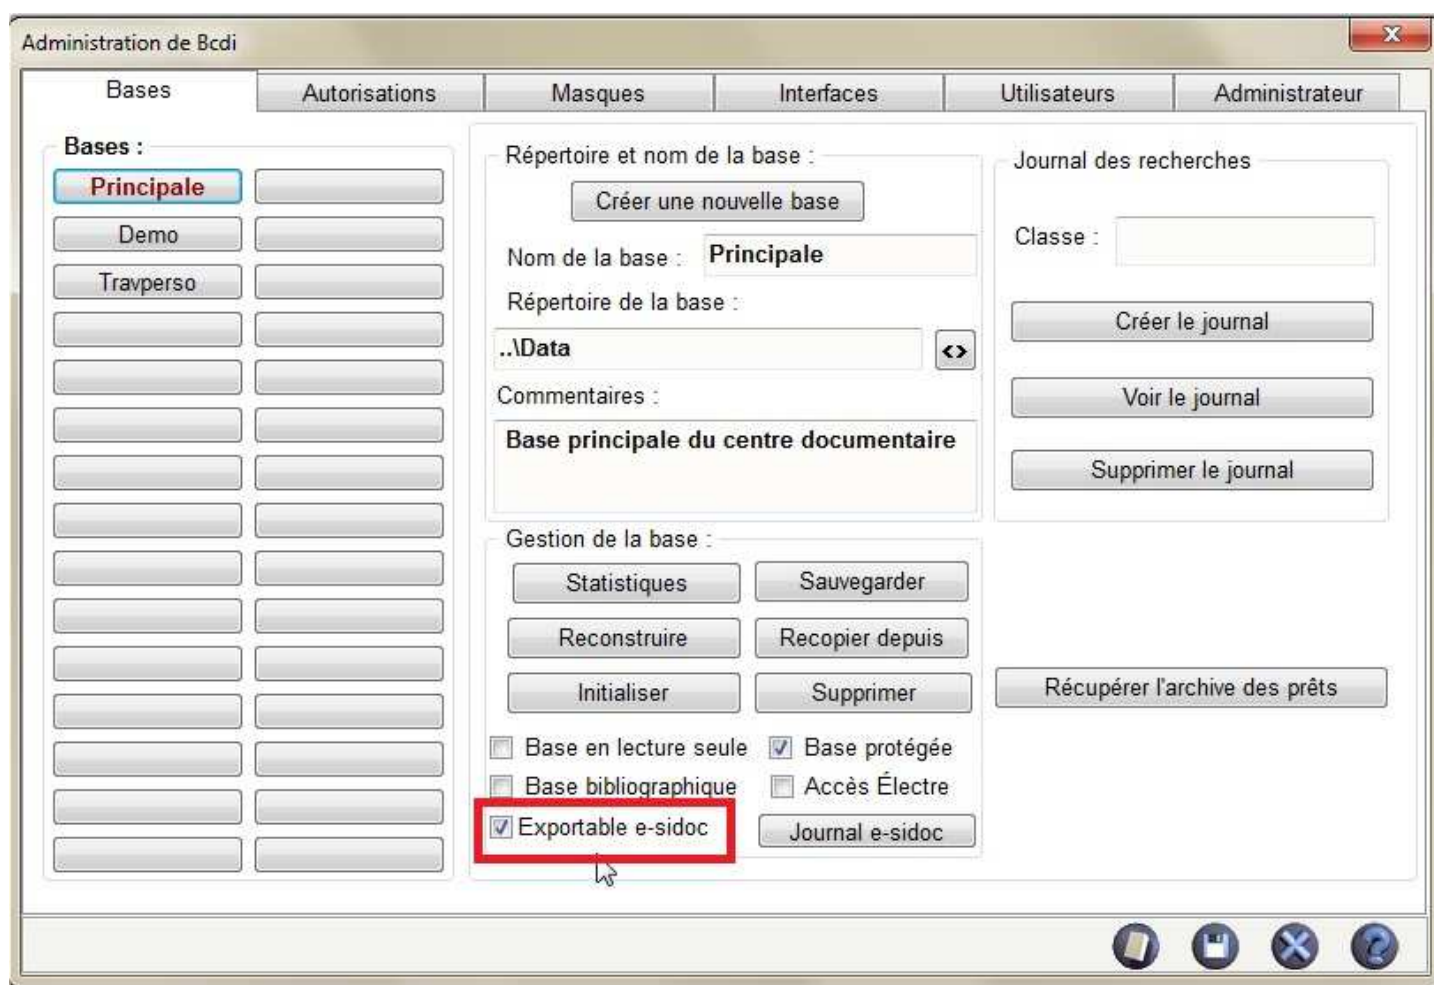 Administration de Bcdi
Bases
Autorisations
Masques
Interfaces
Utilisateurs
Administrateur
Bases :
Principale
Demo
Travperso
Répertoire et nom de la base :
Créer une nouvelle base
Nom de la base : Principale
Répertoire de la base :
..\Data
<>
Commentaires :
Base principale du centre documentaire
Gestion de la base :
Statistiques
Sauvegarder
Reconstruire
Recopier depuis
Initialiser
Supprimer
Base en lecture seule
Base protégée
Base bibliographique
Accès Électre
Exportable e-sidoc
Journal e-sidoc
Journal des recherches
Classe :
Créer le journal
Voir le journal
Supprimer le journal
Récupérer l'archive des prêts